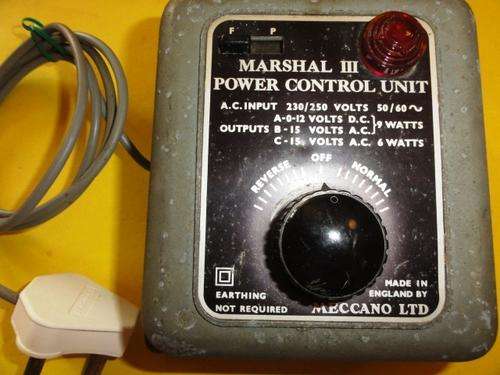 F P
MARSHAL III
POWER CONTROL UNIT
A.C. INPUT 230/250 VOLTS 50/60 ~
A-0-12 VOLTS D.C.
OUTPUTS B-15 VOLTS A.C. } 9 WATTS
C-15 VOLTS A.C. 6 WATTS
OFF
REVERSE NORMAL
EARTHING
NOT REQUIRED
MADE IN
ENGLAND BY
MECCANO LTD